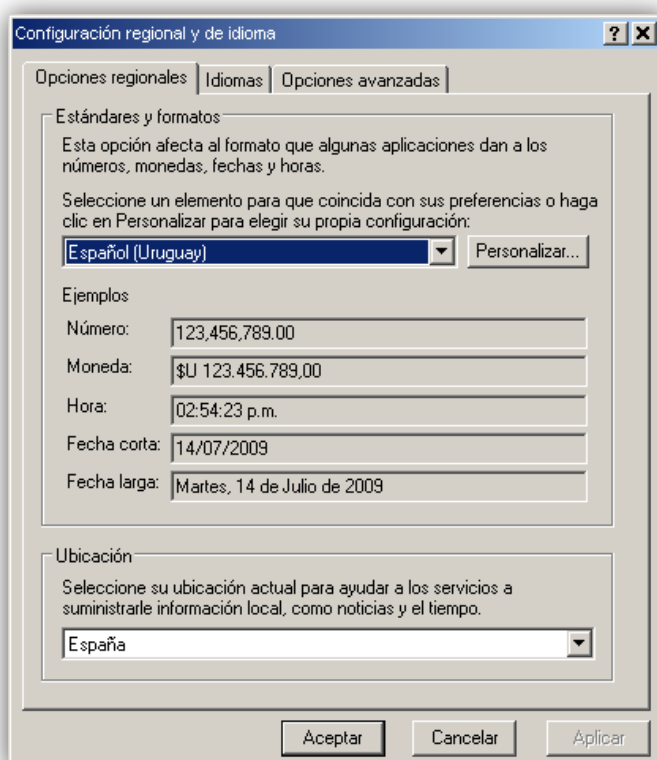 Configuración regional y de idioma
Opciones regionales
Idiomas
Opciones avanzadas
Estándares y formatos
Esta opción afecta al formato que algunas aplicaciones dan a los
números, monedas, fechas y horas.
Seleccione un elemento para que coincida con sus preferencias o haga
clic en Personalizar para elegir su propia configuración:
Español (Uruguay)
Personalizar...
Ejemplos
Número: 123,456,789.00
Moneda: $U 123.456.789,00
Hora: 02:54:23 p.m.
Fecha corta: 14/07/2009
Fecha larga: Martes, 14 de Julio de 2009
Ubicación
Seleccione su ubicación actual para ayudar a los servicios a
suministrarle información local, como noticias y el tiempo.
España
Aceptar
Cancelar
Aplicar